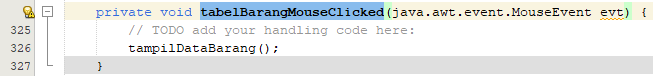 private void tabelBarangMouseClicked(java.awt.event.MouseEvent evt) {
325 // TODO add your handling code here:
326 tampilDataBarang();
327 }